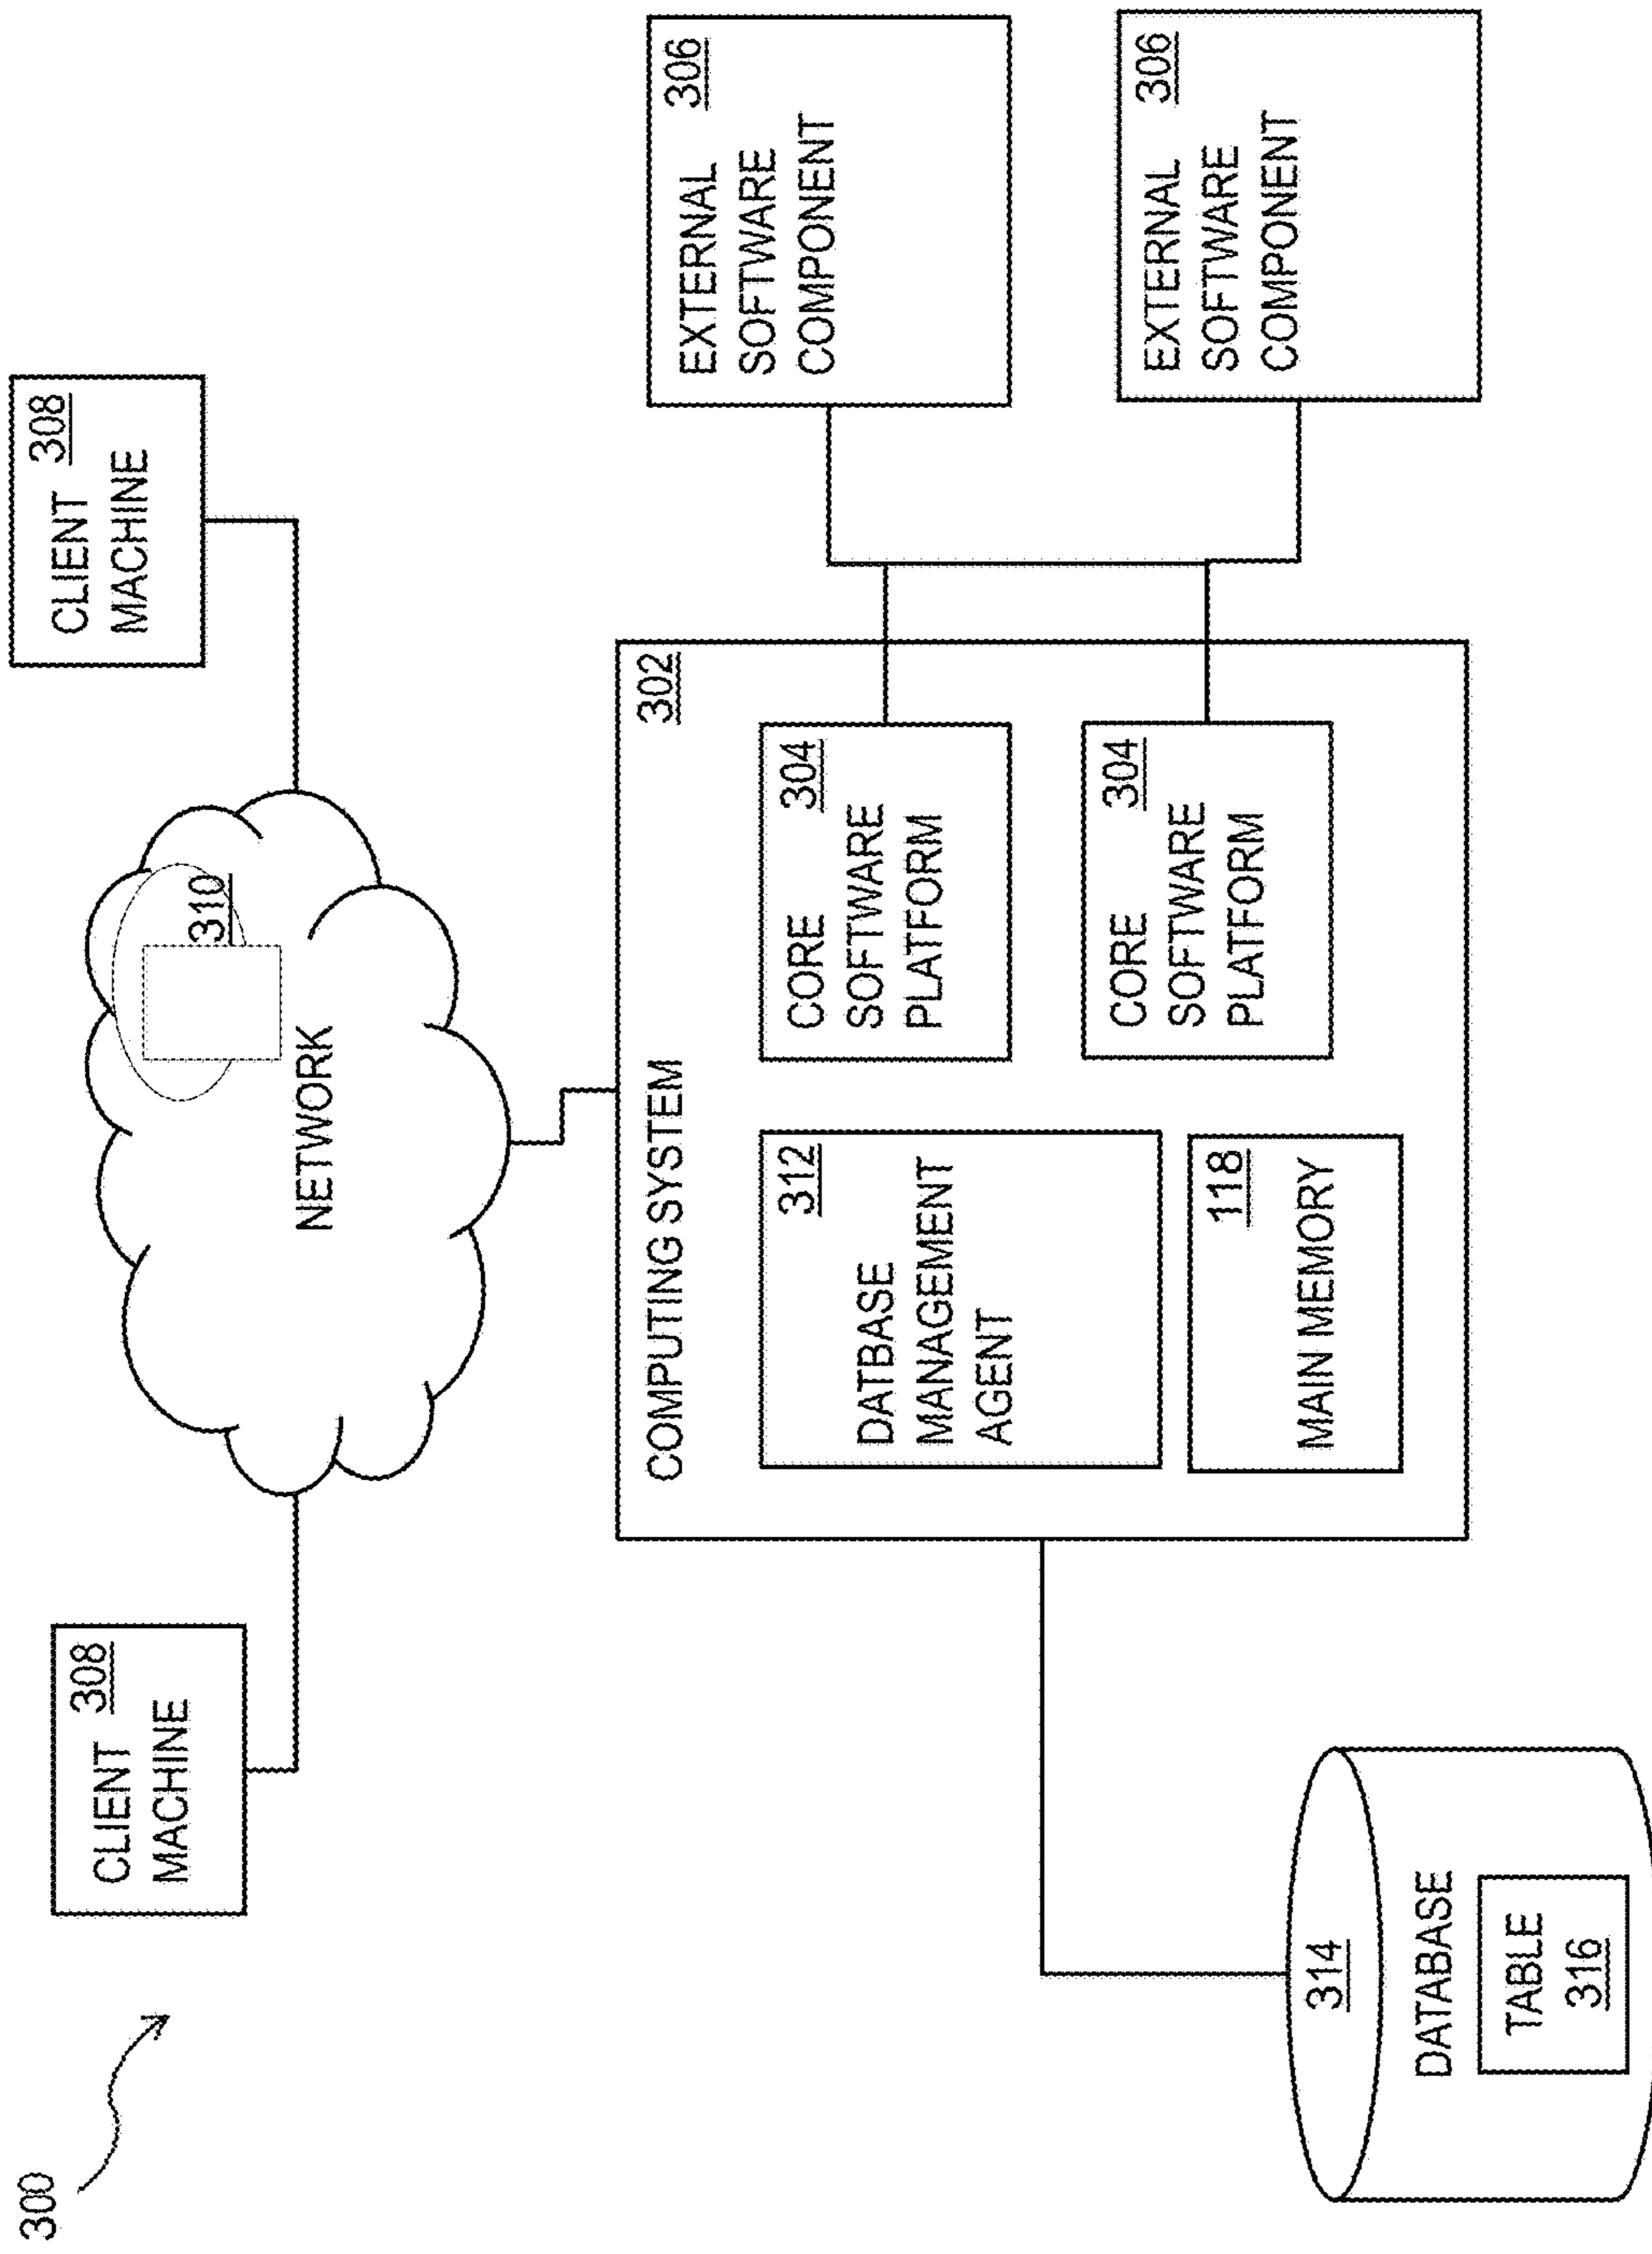 300
CLIENT 308
MACHINE
CLIENT 308
MACHINE
310
NETWORK
COMPUTING SYSTEM 302
312
DATBASE
MANAGEMENT
AGENT
118
MAIN MEMORY
CORE 304
SOFTWARE
PLATFORM
CORE 304
SOFTWARE
PLATFORM
EXTERNAL 306
SOFTWARE
COMPONENT
EXTERNAL 306
SOFTWARE
COMPONENT
314
DATABASE
TABLE
316